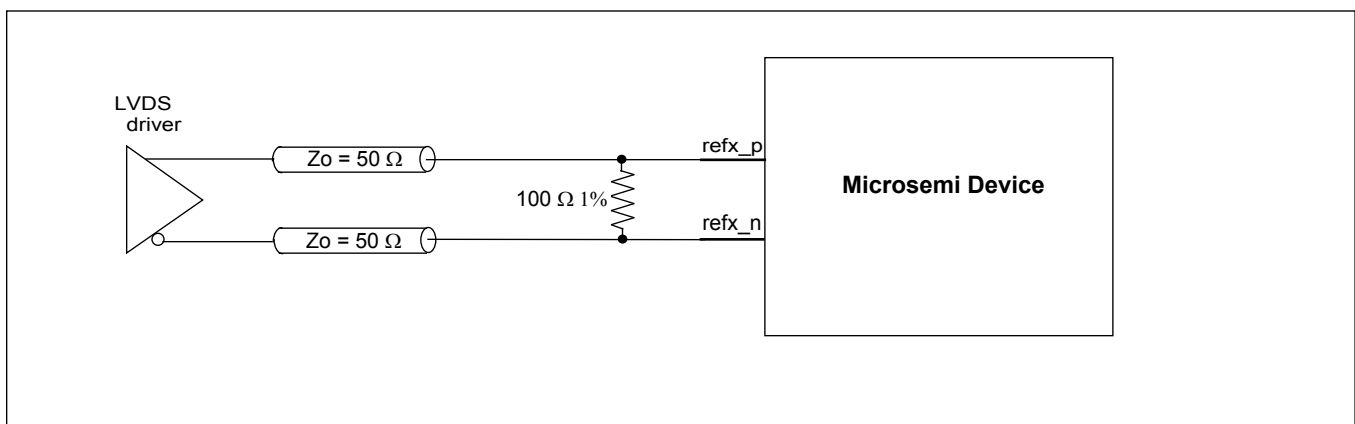 LVDS
driver
Zo = 50 Ω
Zo = 50 Ω
100 Ω 1%
refx_p
refx_n
Microsemi Device